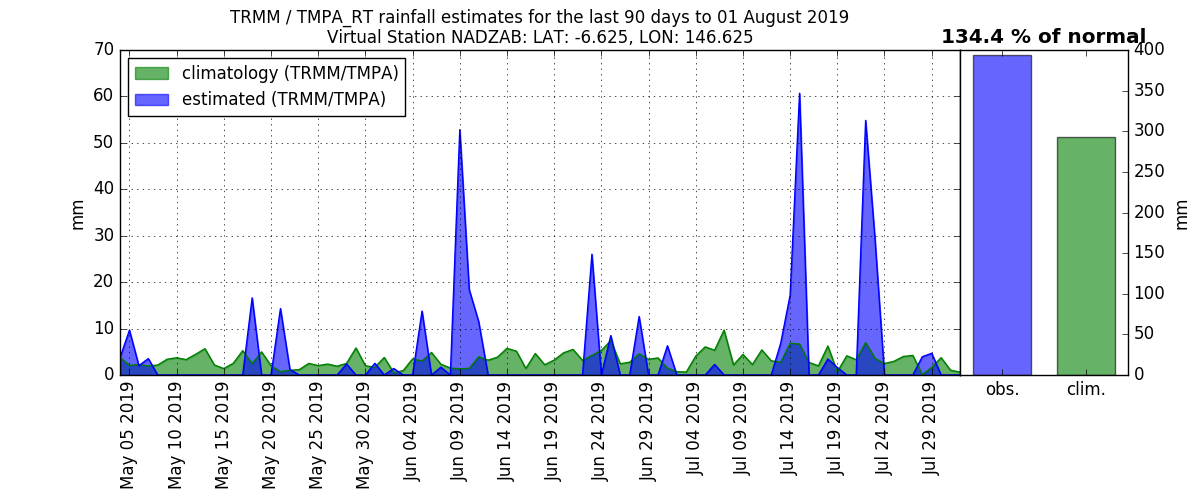 TRMM / TMPA_RT rainfall estimates for the last 90 days to 01 August 2019
Virtual Station NADZAB: LAT: -6.625, LON: 146.625
134.4 % of normal
climatology (TRMM/TMPA)
estimated (TRMM/TMPA)
mm
70
60
50
40
30
20
10
0
May 05 2019
May 10 2019
May 15 2019
May 20 2019
May 25 2019
May 30 2019
Jun 04 2019
Jun 09 2019
Jun 14 2019
Jun 19 2019
Jun 24 2019
Jun 29 2019
Jul 04 2019
Jul 09 2019
Jul 14 2019
Jul 19 2019
Jul 24 2019
Jul 29 2019
obs.
clim.
400
350
300
250
200
150
100
50
0
mm